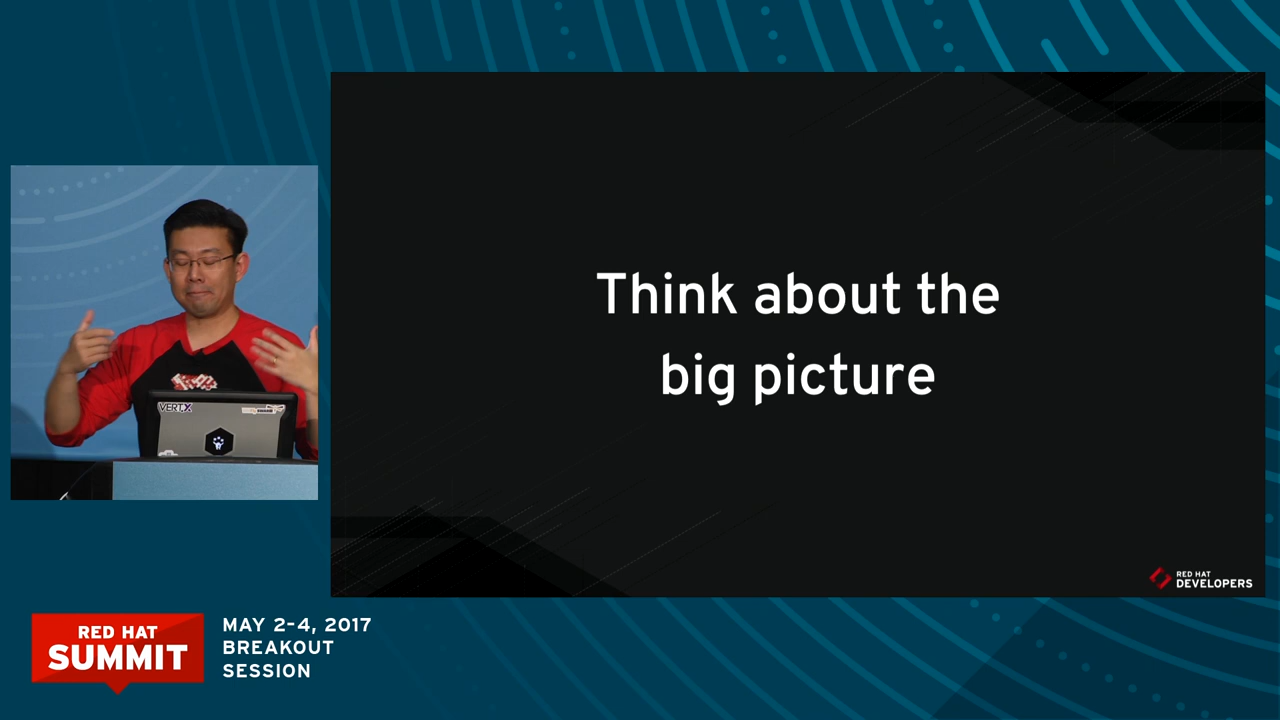 Think about the
big picture
VERT.X
RED HAT
DEVELOPERS
RED HAT
SUMMIT
MAY 2-4, 2017
BREAKOUT
SESSION